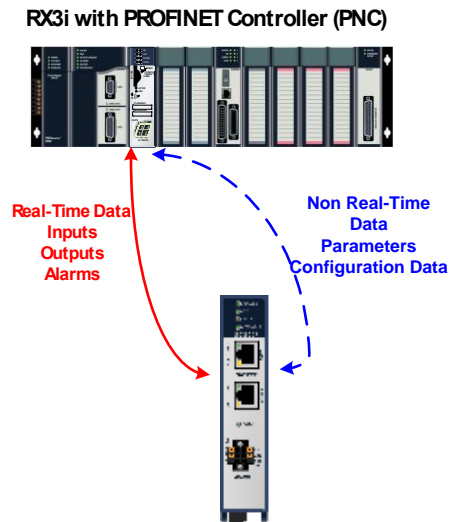 RX3i with PROFINET Controller (PNC)
Real-Time Data
Inputs
Outputs
Alarms
Non Real-Time
Data
Parameters
Configuration Data